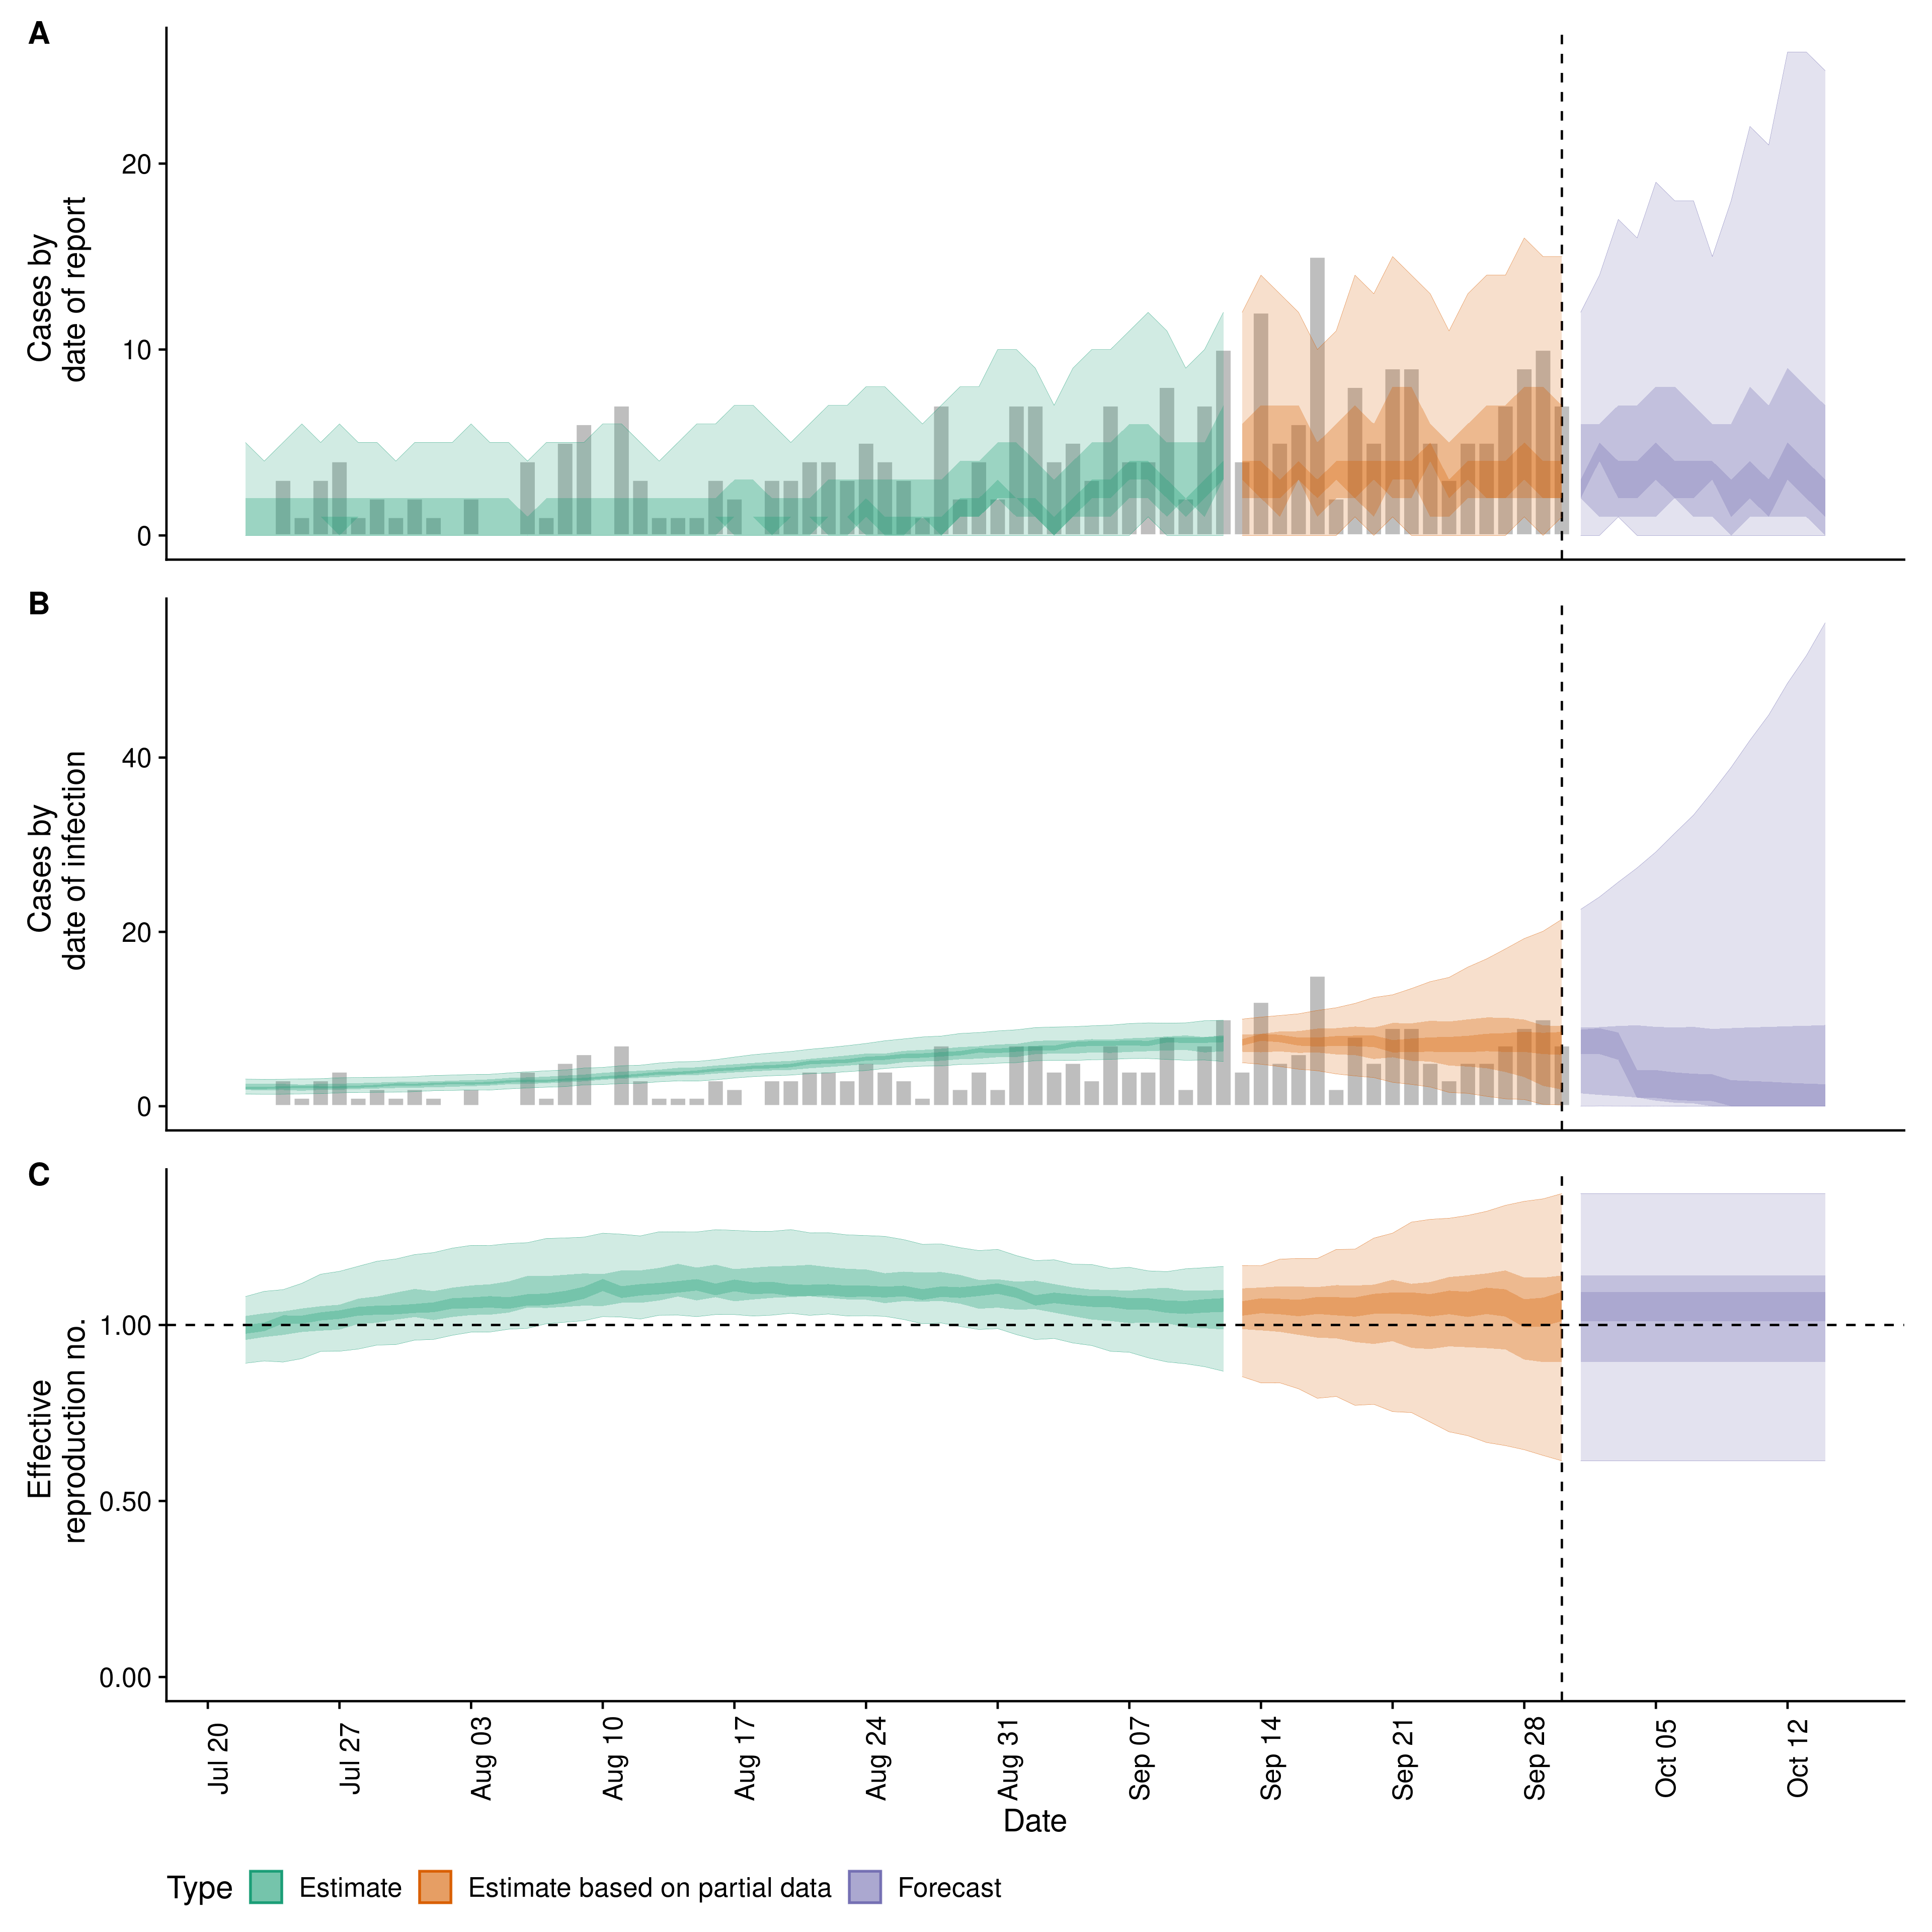 A
Cases by
date of report
20
10
0
B
Cases by
date of infection
40
20
0
C
Effective
reproduction no.
1.00
0.50
0.00
Jul 20
Jul 27
Aug 03
Aug 10
Aug 17
Aug 24
Aug 31
Sep 07
Sep 14
Sep 21
Sep 28
Oct 05
Oct 12
Date
Type Estimate Estimate based on partial data Forecast